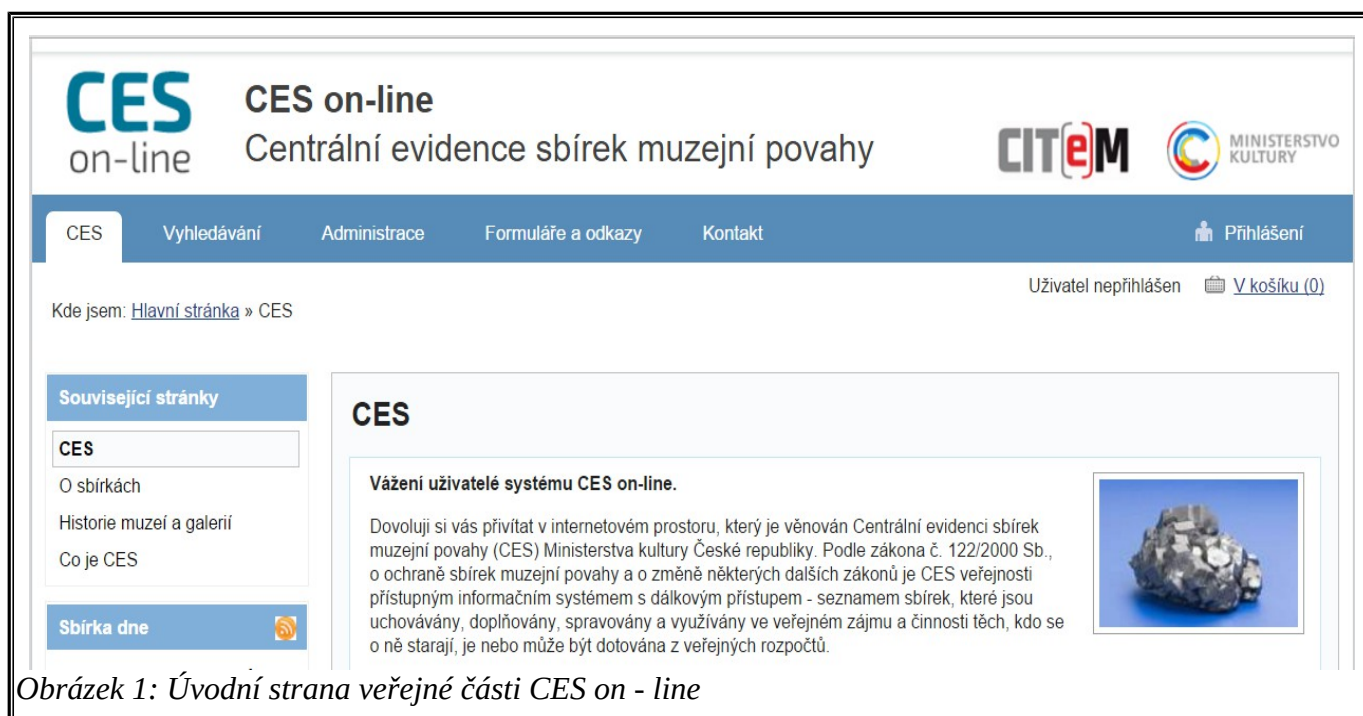 CES
on-line
CES on-line
Centrální evidence sbírek muzejní povahy
CIT(e)M
MINISTERSTVO
KULTURY
CES Vyhledávání Administrace Formuláře a odkazy Kontakt Přihlášení
Uživatel nepřihlášen V košíku (0)
Kde jsem: Hlavní stránka » CES
Související stránky
CES
O sbírkách
Historie muzeí a galerií
Co je CES
Sbírka dne
CES
Vážení uživatelé systému CES on-line.
Dovoluji si vás přivítat v internetovém prostoru, který je věnován Centrální evidenci sbírek
muzejní povahy (CES) Ministerstva kultury České republiky. Podle zákona č. 122/2000 Sb.,
o ochraně sbírek muzejní povahy a o změně některých dalších zákonů je CES veřejnosti
přístupným informačním systémem s dálkovým přístupem - seznamem sbírek, které jsou
uchovávány, doplňovány, spravovány a využívány ve veřejném zájmu a činnosti těch, kdo se
o ně starají, je nebo může být dotována z veřejných rozpočtů.
Obrázek 1: Úvodní strana veřejné části CES on - line